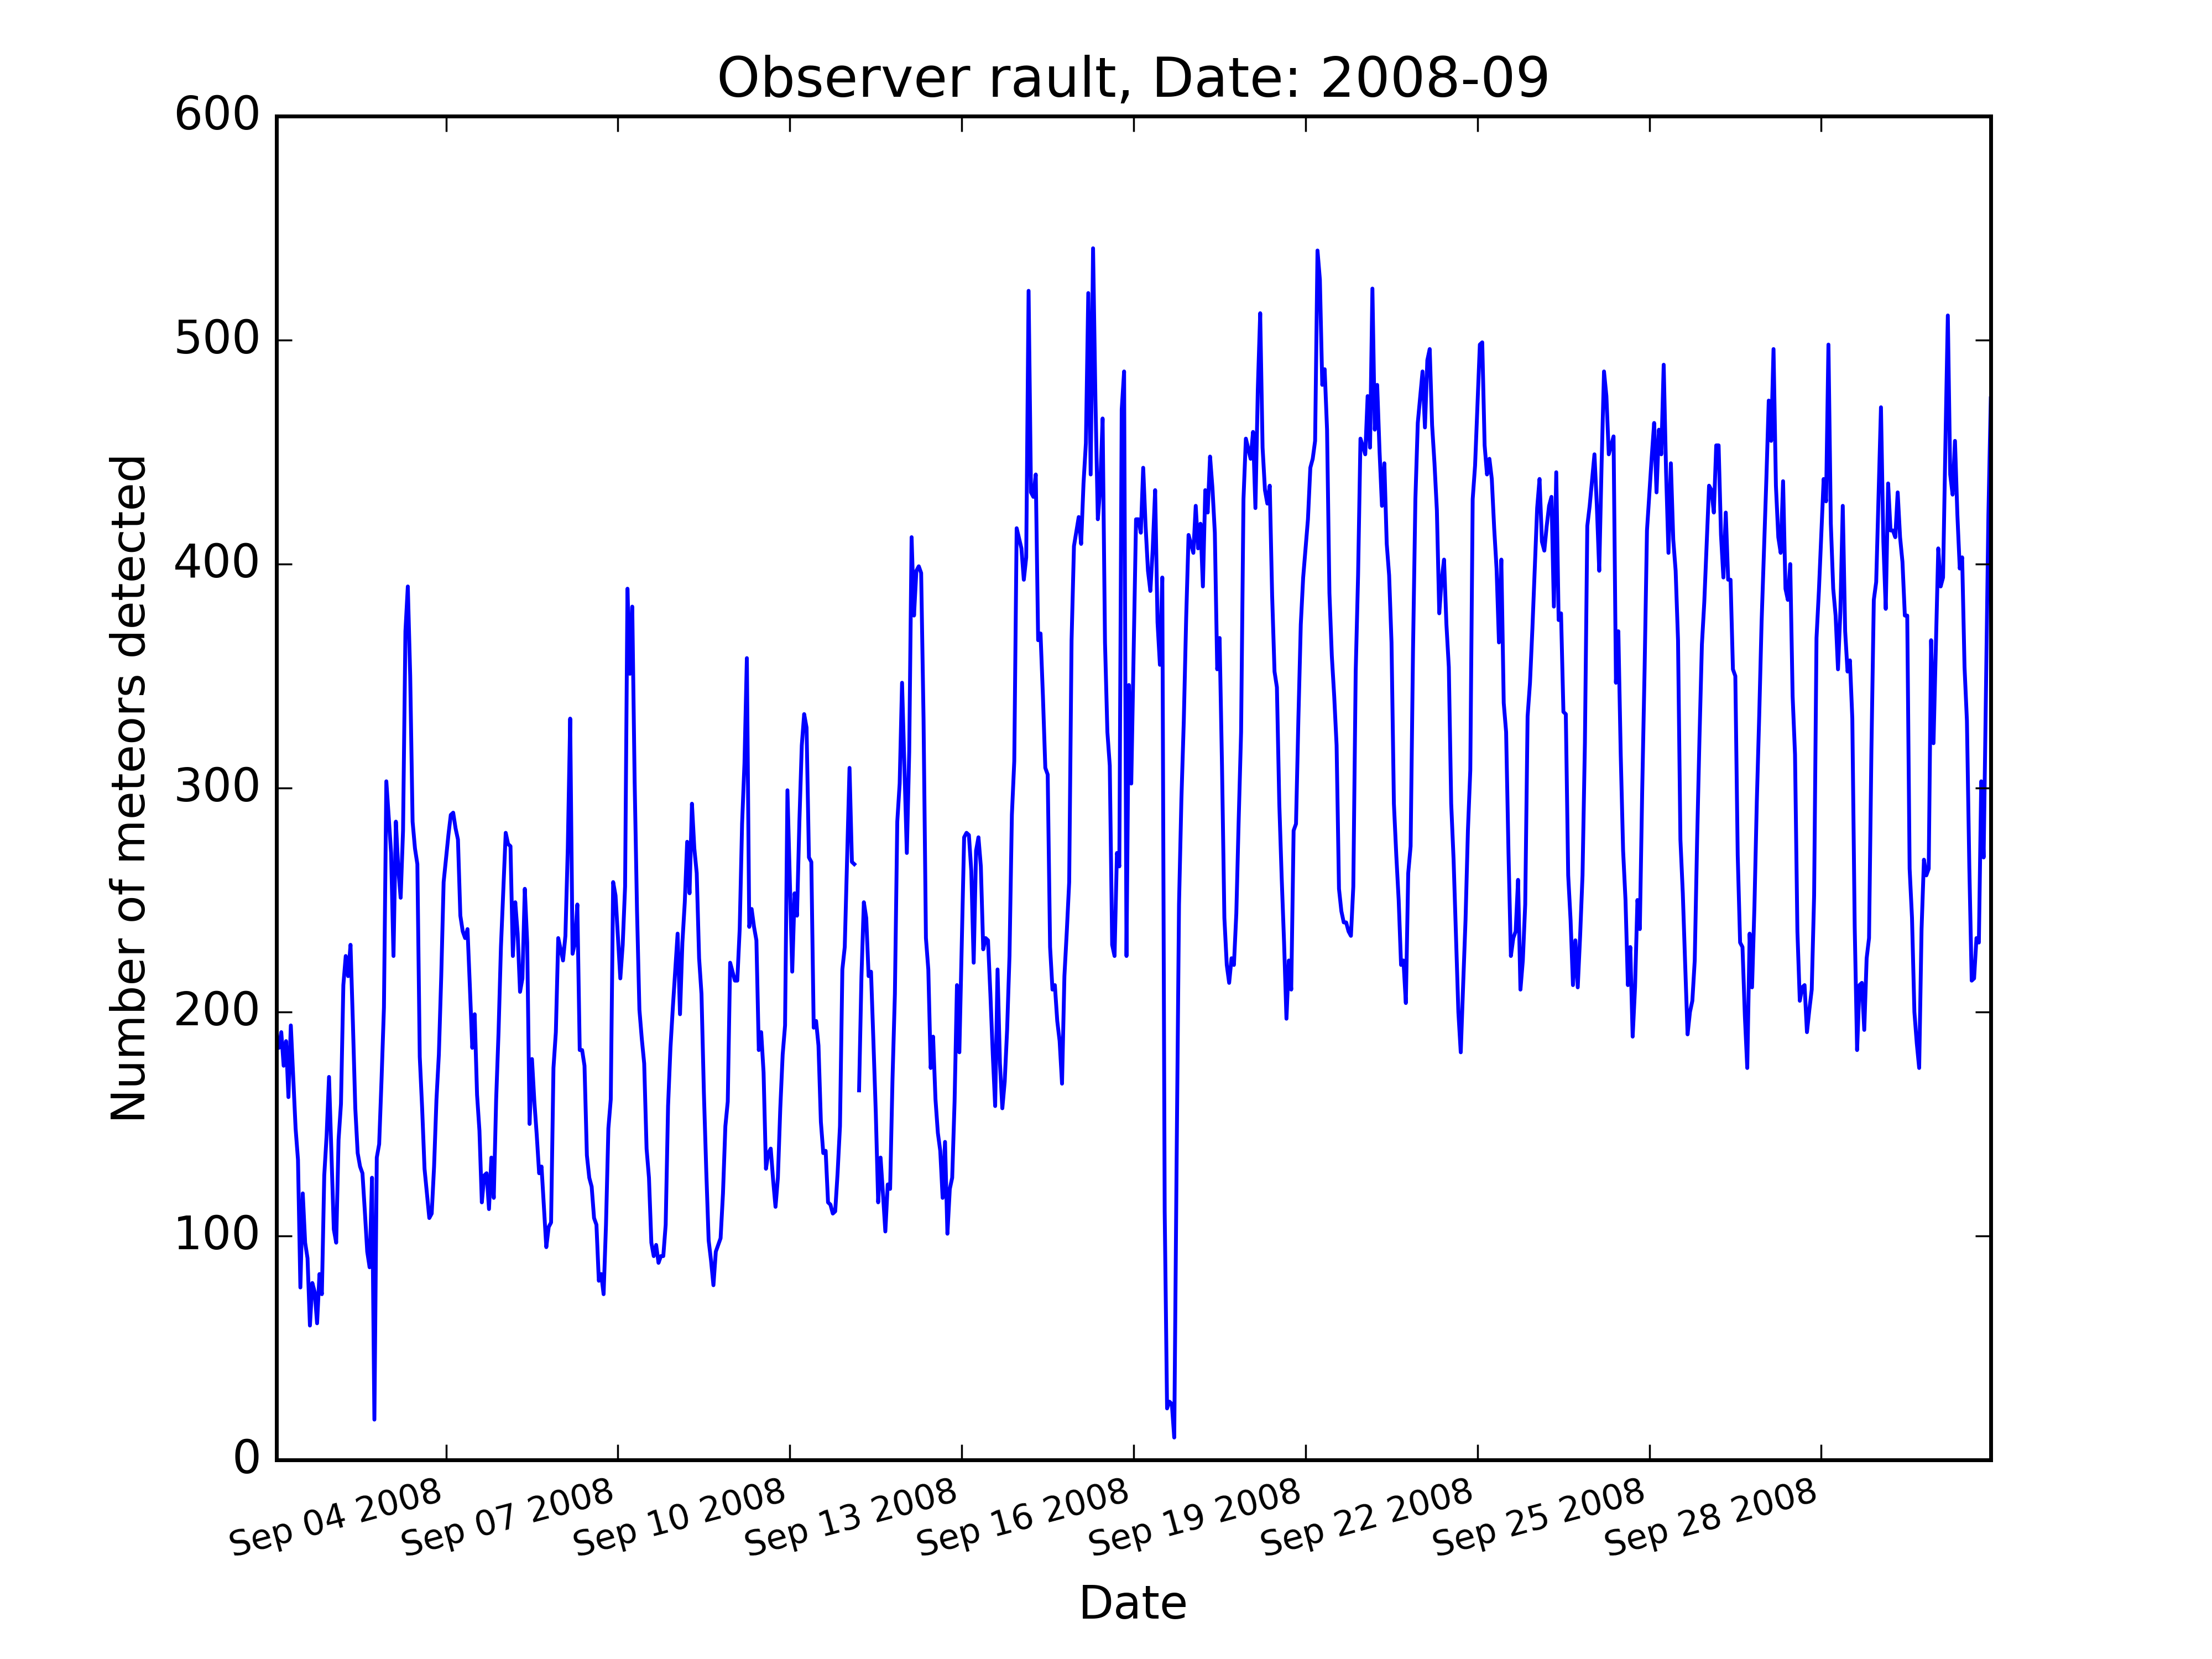 Observer rault, Date: 2008-09
600
500
400
300
200
100
0
Number of meteors detected
Sep 04 2008
Sep 07 2008
Sep 10 2008
Sep 13 2008
Sep 16 2008
Sep 19 2008
Sep 22 2008
Sep 25 2008
Sep 28 2008
Date